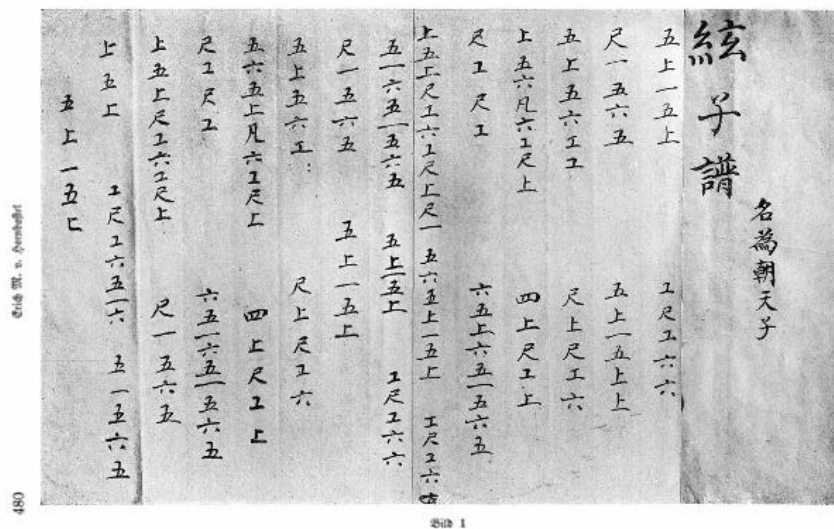 絃子譜
名為朝天子
五上一五上 工尺工六六
尺一五六五 五上一五上上
五上五六工工 尺上尺工六
上五六凡六工尺上 四上尺工上
尺工尺工 六五上六五一五六五
上五上尺工六工尺上尺一 五六五上一五上 工尺工六
五一六五一五六五 五上一五上 工尺工六六
尺一五六五 五上一五上
五上五六工 尺上尺工六
五六五上凡六工尺上 四上尺工上
尺工尺工 六五一六五一五六五
上五上尺工六工尺上 尺一五六五
上五上 工尺工六五一六 五一五六五
五上一五上
Erich M. v. Hornbostel
480
Bild 1